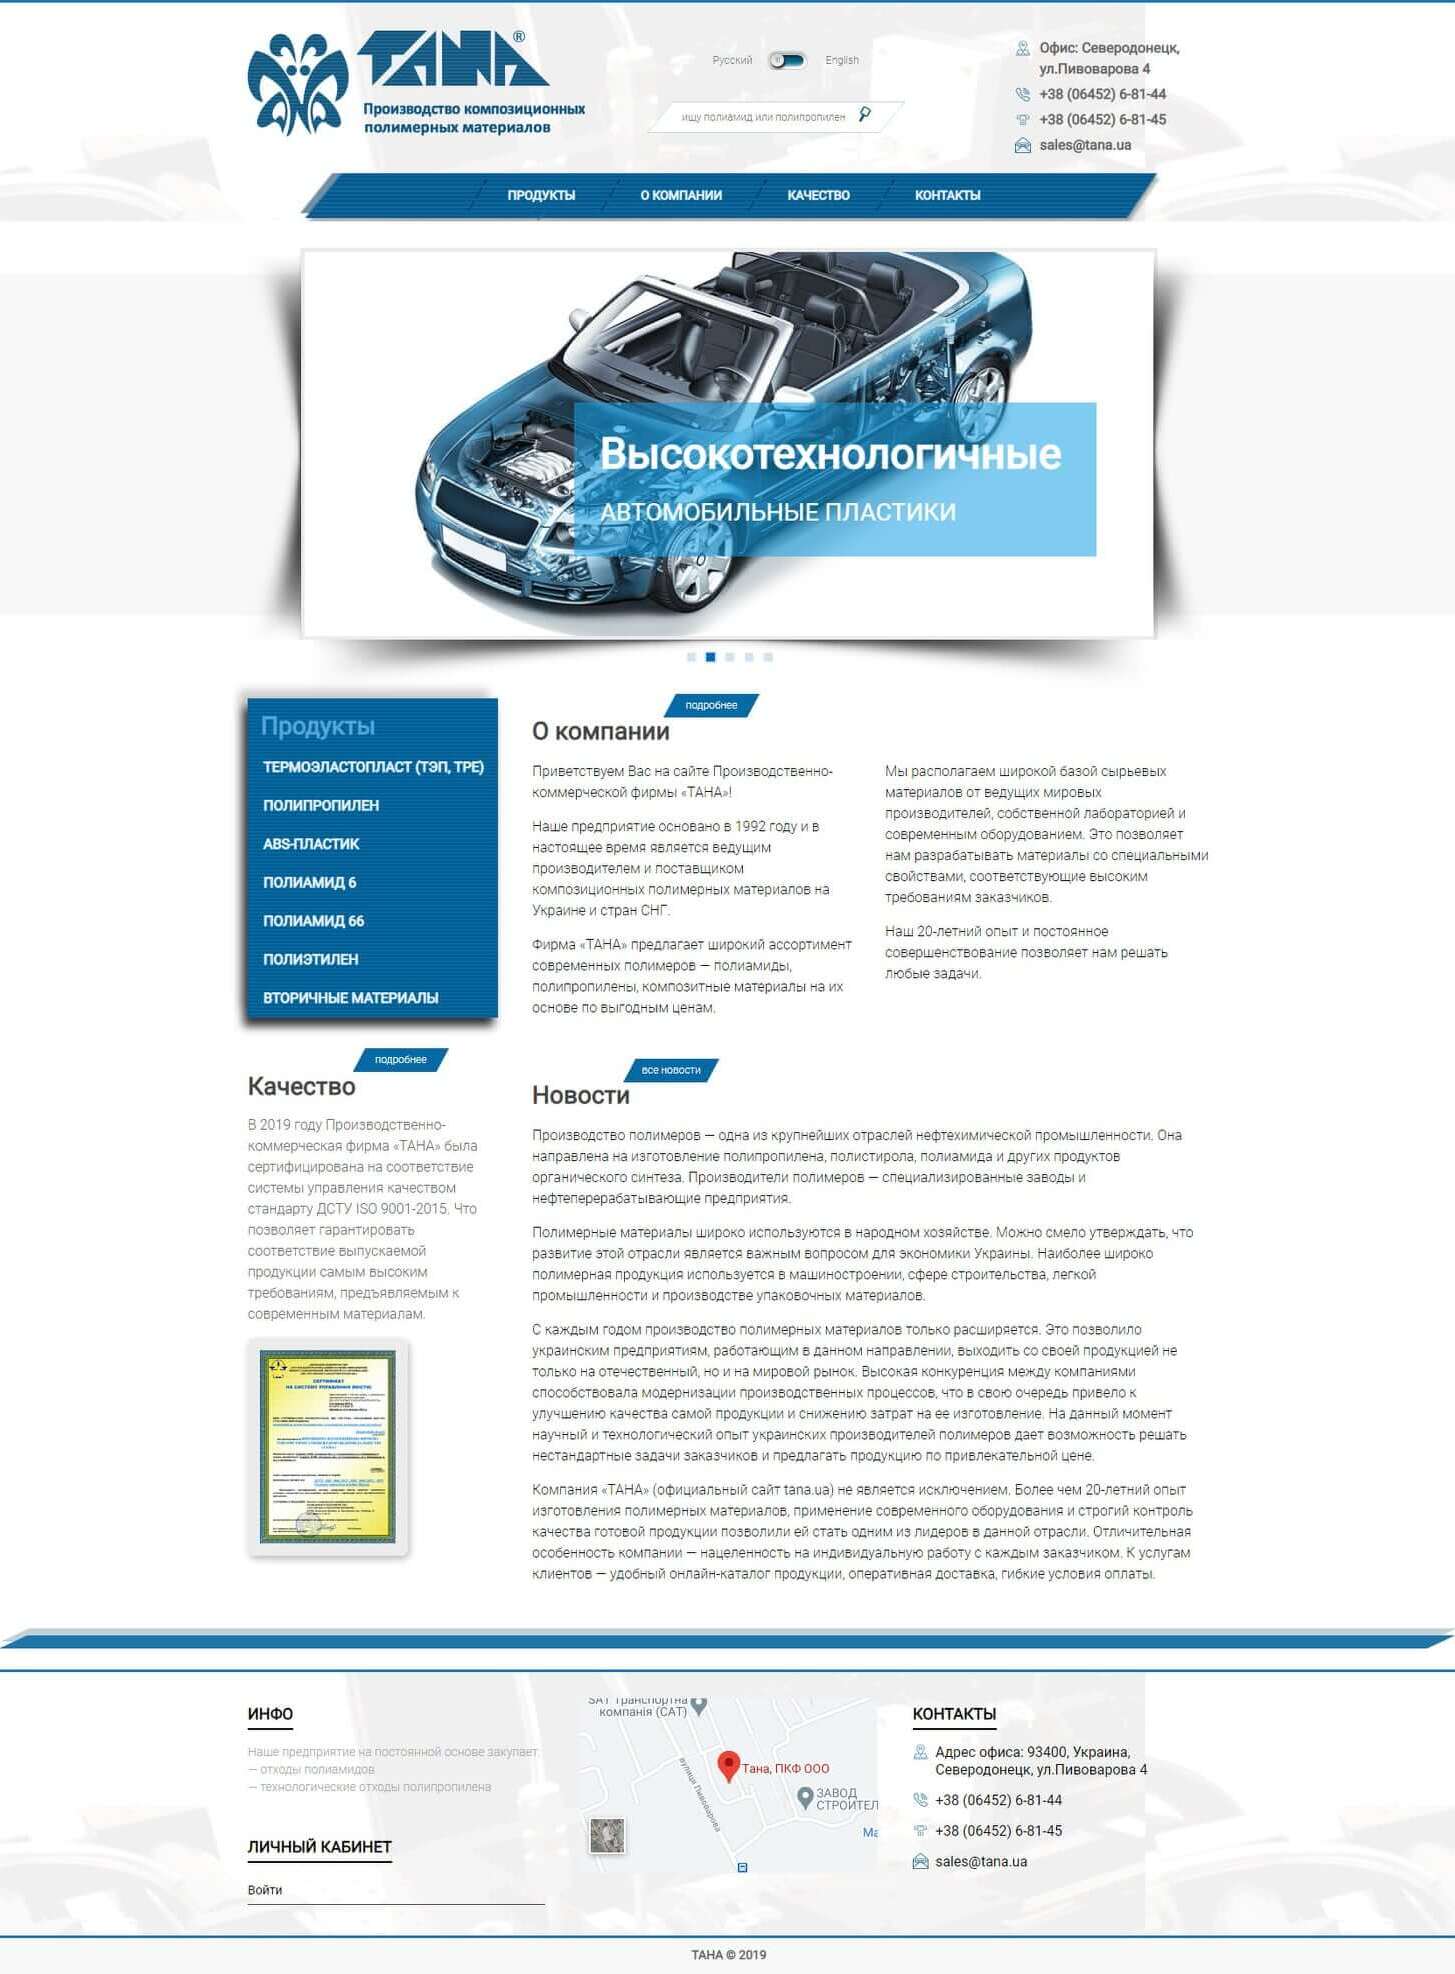 ТАНА®
Производство композиционных
полимерных материалов
Русский
English
ищу полиамид или полипропилен
Офис: Северодонецк,
ул.Пивоварова 4
+38 (06452) 6-81-44
+38 (06452) 6-81-45
sales@tana.ua
ПРОДУКТЫ
О КОМПАНИИ
КАЧЕСТВО
КОНТАКТЫ
Высокотехнологичные
АВТОМОБИЛЬНЫЕ ПЛАСТИКИ
Продукты
ТЕРМОЭЛАСТОПЛАСТ (ТЭП, TPE)
ПОЛИПРОПИЛЕН
ABS-ПЛАСТИК
ПОЛИАМИД 6
ПОЛИАМИД 66
ПОЛИЭТИЛЕН
ВТОРИЧНЫЕ МАТЕРИАЛЫ
подробнее
О компании
Приветствуем Вас на сайте Производственно-
коммерческой фирмы «ТАНА»!
Наше предприятие основано в 1992 году и в
настоящее время является ведущим
производителем и поставщиком
композиционных полимерных материалов на
Украине и стран СНГ.
Фирма «ТАНА» предлагает широкий ассортимент
современных полимеров — полиамиды,
полипропилены, композитные материалы на их
основе по выгодным ценам.
Мы располагаем широкой базой сырьевых
материалов от ведущих мировых
производителей, собственной лабораторией и
современным оборудованием. Это позволяет
нам разрабатывать материалы со специальными
свойствами, соответствующие высоким
требованиям заказчиков.
Наш 20-летний опыт и постоянное
совершенствование позволяет нам решать
любые задачи.
подробнее
Качество
В 2019 году Производственно-
коммерческая фирма «ТАНА» была
сертифицирована на соответствие
системы управления качеством
стандарту ДСТУ ISO 9001-2015. Что
позволяет гарантировать
соответствие выпускаемой
продукции самым высоким
требованиям, предъявляемым к
современным материалам.
СЕРТИФИКАТ
все новости
Новости
Производство полимеров — одна из крупнейших отраслей нефтехимической промышленности. Она
направлена на изготовление полипропилена, полистирола, полиамида и других продуктов
органического синтеза. Производители полимеров — специализированные заводы и
нефтеперерабатывающие предприятия.
Полимерные материалы широко используются в народном хозяйстве. Можно смело утверждать, что
развитие этой отрасли является важным вопросом для экономики Украины. Наиболее широко
полимерная продукция используется в машиностроении, сфере строительства, легкой
промышленности и производстве упаковочных материалов.
С каждым годом производство полимерных материалов только расширяется. Это позволило
украинским предприятиям, работающим в данном направлении, выходить со своей продукцией не
только на отечественный, но и на мировой рынок. Высокая конкуренция между компаниями
способствовала модернизации производственных процессов, что в свою очередь привело к
улучшению качества самой продукции и снижению затрат на ее изготовление. На данный момент
научный и технологический опыт украинских производителей полимеров дает возможность решать
нестандартные задачи заказчиков и предлагать продукцию по привлекательной цене.
Компания «ТАНА» (официальный сайт tana.ua) не является исключением. Более чем 20-летний опыт
изготовления полимерных материалов, применение современного оборудования и строгий контроль
качества готовой продукции позволили ей стать одним из лидеров в данной отрасли. Отличительная
особенность компании — нацеленность на индивидуальную работу с каждым заказчиком. К услугам
клиентов — удобный онлайн-каталог продукции, оперативная доставка, гибкие условия оплаты.
ИНФО
Наше предприятие на постоянной основе закупает:
— отходы полиамидов
— технологические отходы полипропилена
ЛИЧНЫЙ КАБИНЕТ
Войти
SAT Транспортна
компанія (САТ)
Тана, ПКФ ООО
вулиця Пивоварова
ЗАВОД
СТРОИТЕЛ
Ма
КОНТАКТЫ
Адрес офиса: 93400, Украина,
Северодонецк, ул.Пивоварова 4
+38 (06452) 6-81-44
+38 (06452) 6-81-45
sales@tana.ua
ТАНА © 2019